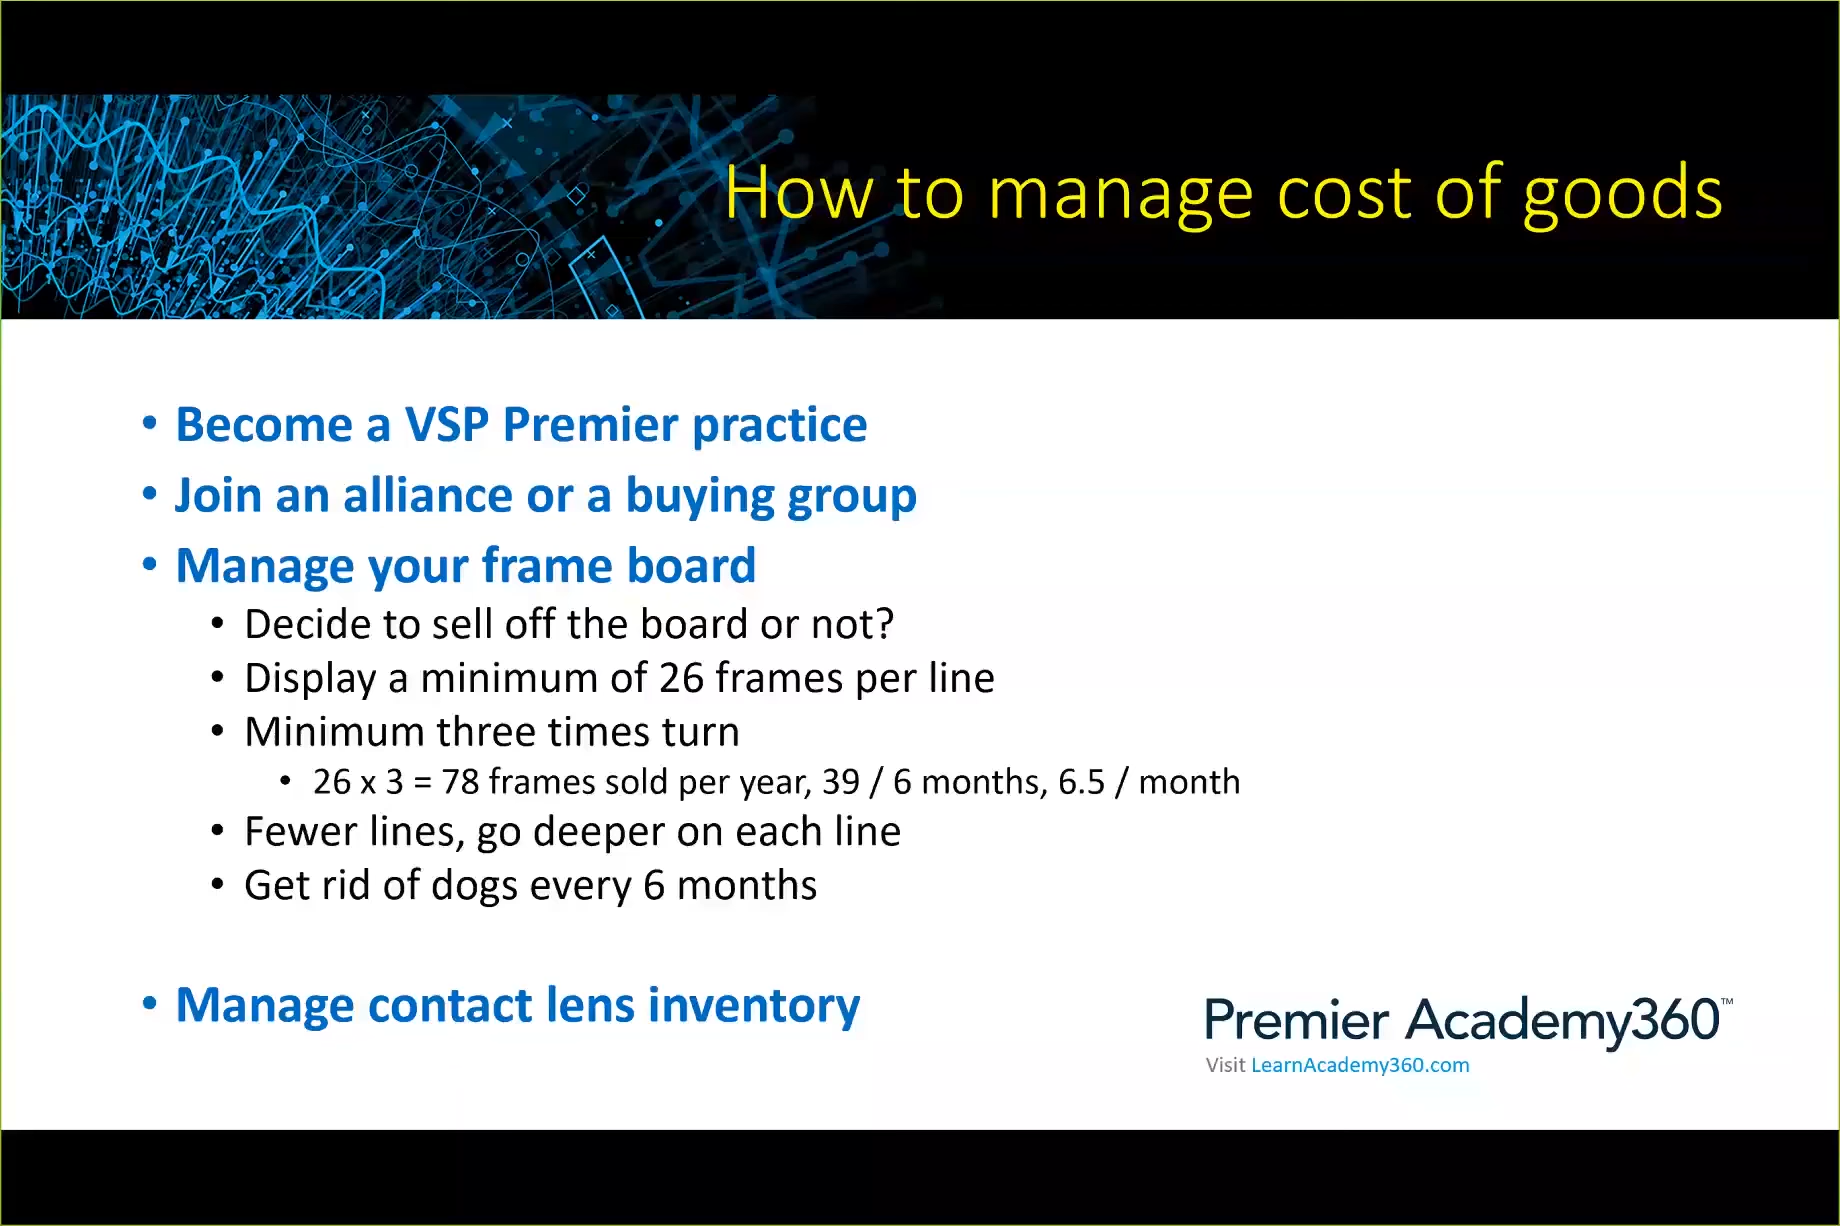 How to manage cost of goods
• Become a VSP Premier practice
• Join an alliance or a buying group
• Manage your frame board
• Decide to sell off the board or not?
• Display a minimum of 26 frames per line
• Minimum three times turn
• 26 x 3 = 78 frames sold per year, 39 / 6 months, 6.5 / month
• Fewer lines, go deeper on each line
• Get rid of dogs every 6 months
• Manage contact lens inventory
Premier Academy360™
Visit LearnAcademy360.com